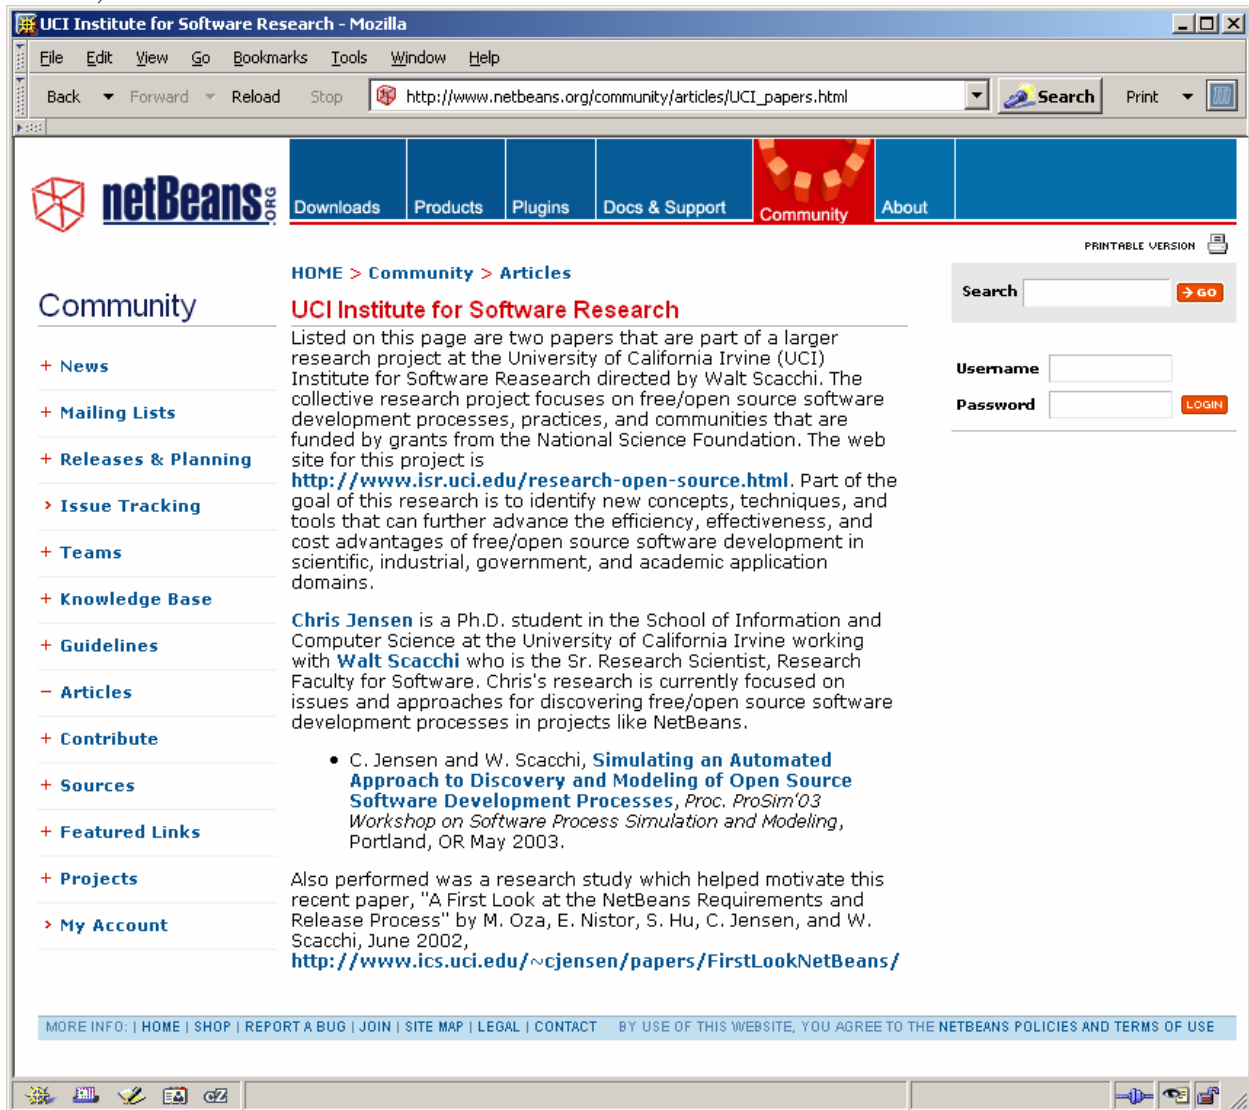 UCI Institute for Software Research - Mozilla
File Edit View Go Bookmarks Tools Window Help
Back Forward Reload Stop http://www.netbeans.org/community/articles/UCI_papers.html Search Print
netBeans.ORG
Downloads Products Plugins Docs & Support Community About
PRINTABLE VERSION
HOME > Community > Articles
Search GO
Community
UCI Institute for Software Research
Listed on this page are two papers that are part of a larger
research project at the University of California Irvine (UCI)
Institute for Software Reasearch directed by Walt Scacchi. The
collective research project focuses on free/open source software
development processes, practices, and communities that are
funded by grants from the National Science Foundation. The web
site for this project is
http://www.isr.uci.edu/research-open-source.html. Part of the
goal of this research is to identify new concepts, techniques, and
tools that can further advance the efficiency, effectiveness, and
cost advantages of free/open source software development in
scientific, industrial, government, and academic application
domains.
Chris Jensen is a Ph.D. student in the School of Information and
Computer Science at the University of California Irvine working
with Walt Scacchi who is the Sr. Research Scientist, Research
Faculty for Software. Chris's research is currently focused on
issues and approaches for discovering free/open source software
development processes in projects like NetBeans.
• C. Jensen and W. Scacchi, Simulating an Automated
Approach to Discovery and Modeling of Open Source
Software Development Processes, Proc. ProSim'03
Workshop on Software Process Simulation and Modeling,
Portland, OR May 2003.
Also performed was a research study which helped motivate this
recent paper, "A First Look at the NetBeans Requirements and
Release Process" by M. Oza, E. Nistor, S. Hu, C. Jensen, and W.
Scacchi, June 2002,
http://www.ics.uci.edu/~cjensen/papers/FirstLookNetBeans/
+ News
+ Mailing Lists
+ Releases & Planning
> Issue Tracking
+ Teams
+ Knowledge Base
+ Guidelines
− Articles
+ Contribute
+ Sources
+ Featured Links
+ Projects
> My Account
Username
Password LOGIN
MORE INFO: | HOME | SHOP | REPORT A BUG | JOIN | SITE MAP | LEGAL | CONTACT BY USE OF THIS WEBSITE, YOU AGREE TO THE NETBEANS POLICIES AND TERMS OF USE
cZ